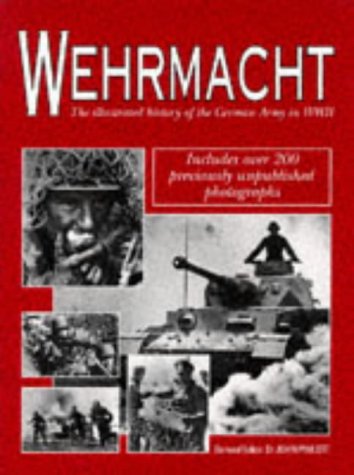 WEHRMACHT
The illustrated history of the German Army in WWII
Includes over 200
previously unpublished
photographs